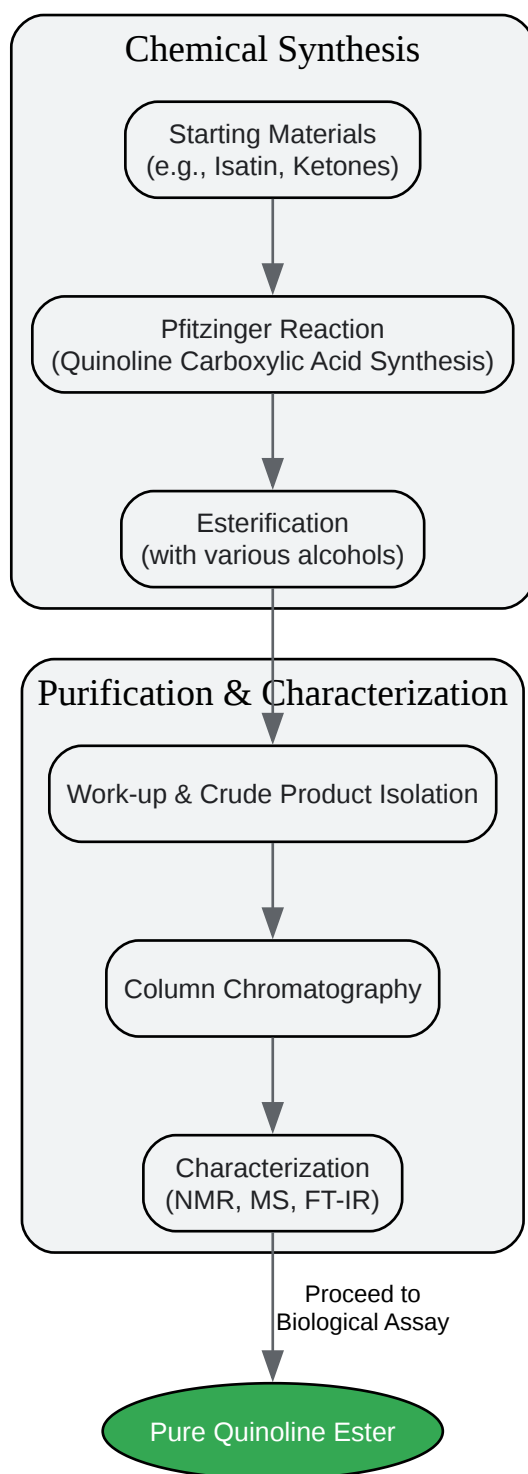 Chemical Synthesis
Starting Materials
(e.g., Isatin, Ketones)
Pfitzinger Reaction
(Quinoline Carboxylic Acid Synthesis)
Esterification
(with various alcohols)
Purification & Characterization
Work-up & Crude Product Isolation
Column Chromatography
Characterization
(NMR, MS, FT-IR)
Proceed to
Biological Assay
Pure Quinoline Ester